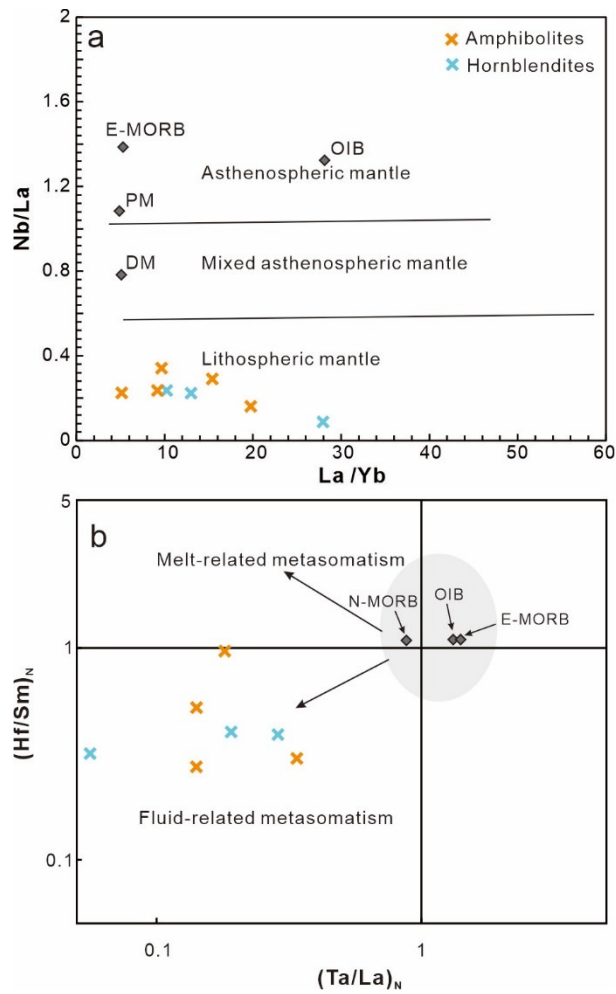 a
Amphibolites
Hornblendites
2
1.6
1.2
0.8
0.4
0
Nb/La
E-MORB
OIB
Asthenospheric mantle
PM
DM
Mixed asthenospheric mantle
Lithospheric mantle
0 10 20 30 40 50 60
La /Yb
b
5
1
0.1
(Hf/Sm)N
Melt-related metasomatism
N-MORB
OIB
E-MORB
Fluid-related metasomatism
0.1 1
(Ta/La)N